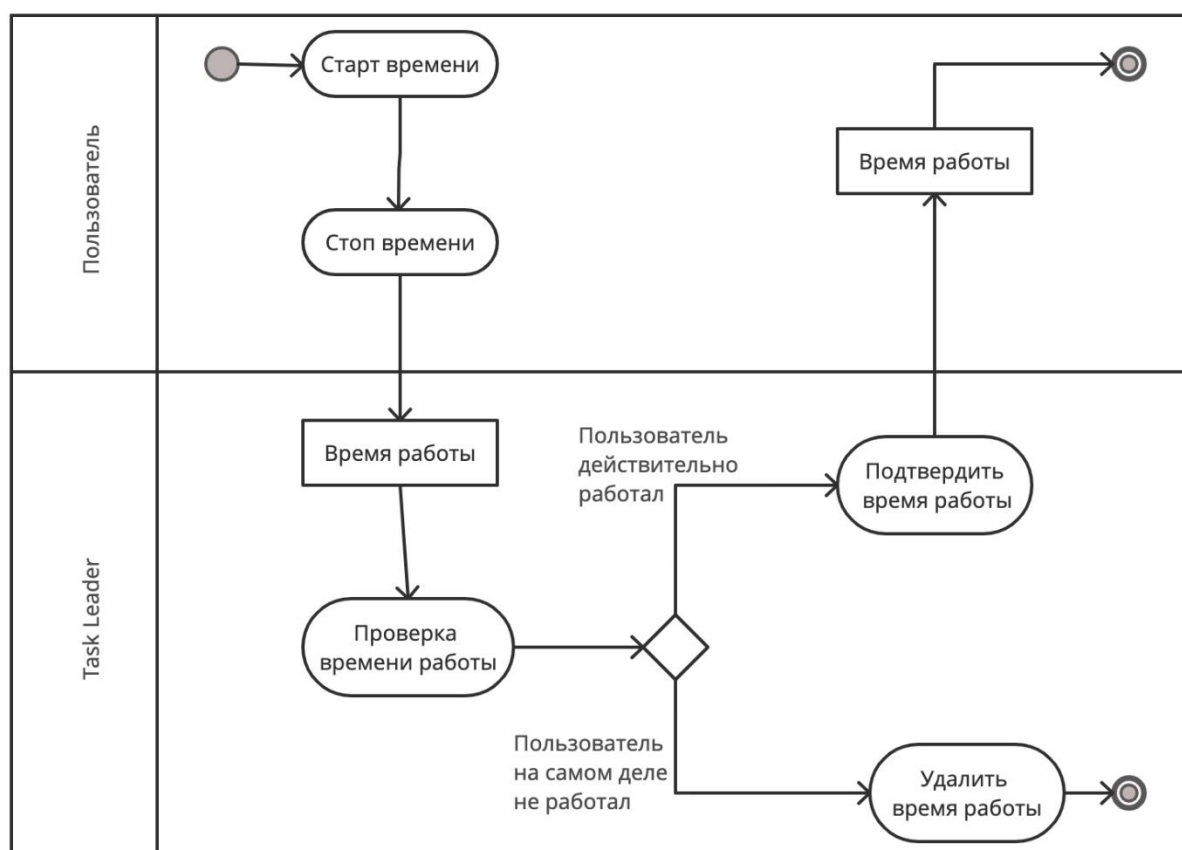 Пользователь
Старт времени
Стоп времени
Время работы
Task Leader
Время работы
Проверка
времени работы
Пользователь
действительно
работал
Подтвердить
время работы
Пользователь
на самом деле
не работал
Удалить
время работы